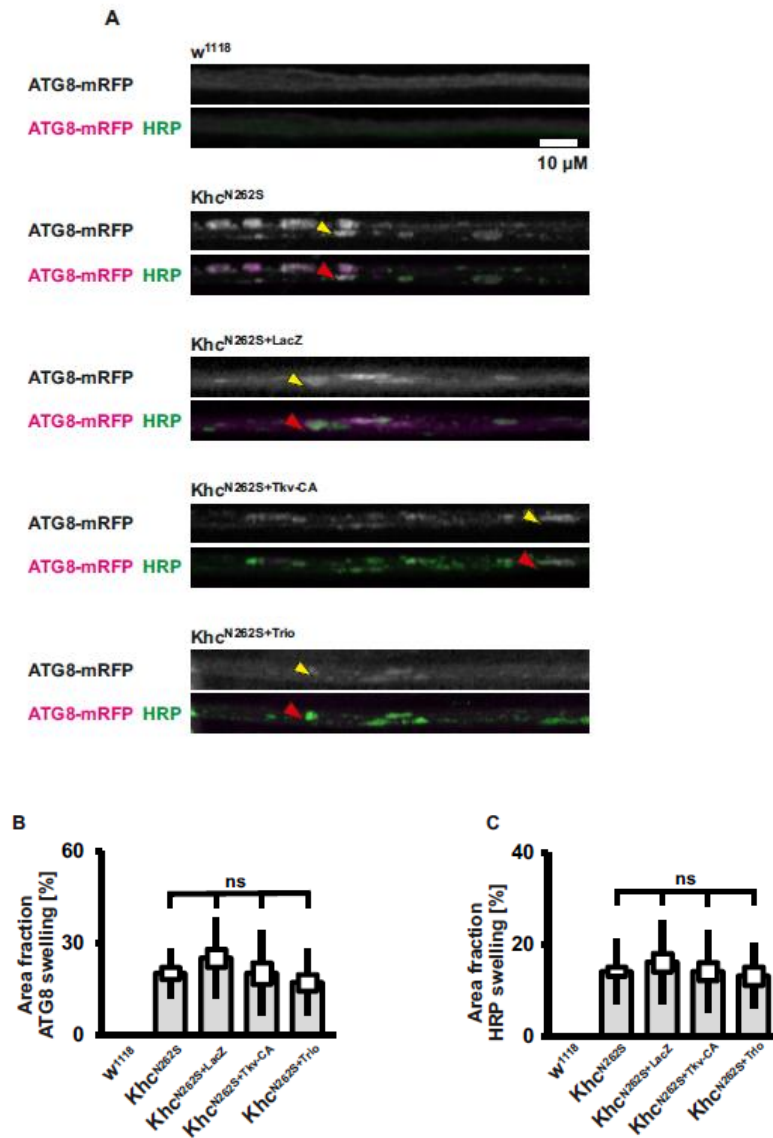 A
w1118
ATG8-mRFP
ATG8-mRFP HRP
10 µM
KhcN262S
ATG8-mRFP
ATG8-mRFP HRP
KhcN262S+LacZ
ATG8-mRFP
ATG8-mRFP HRP
KhcN262S+Tkv-CA
ATG8-mRFP
ATG8-mRFP HRP
KhcN262S+Trio
ATG8-mRFP
ATG8-mRFP HRP
B
Area fraction
ATG8 swelling [%]
60
30
0
ns
w1118
KhcN262S
KhcN262S+LacZ
KhcN262S+Tkv-CA
KhcN262S+Trio
C
Area fraction
HRP swelling [%]
40
20
0
ns
w1118
KhcN262S
KhcN262S+LacZ
KhcN262S+Tkv-CA
KhcN262S+Trio